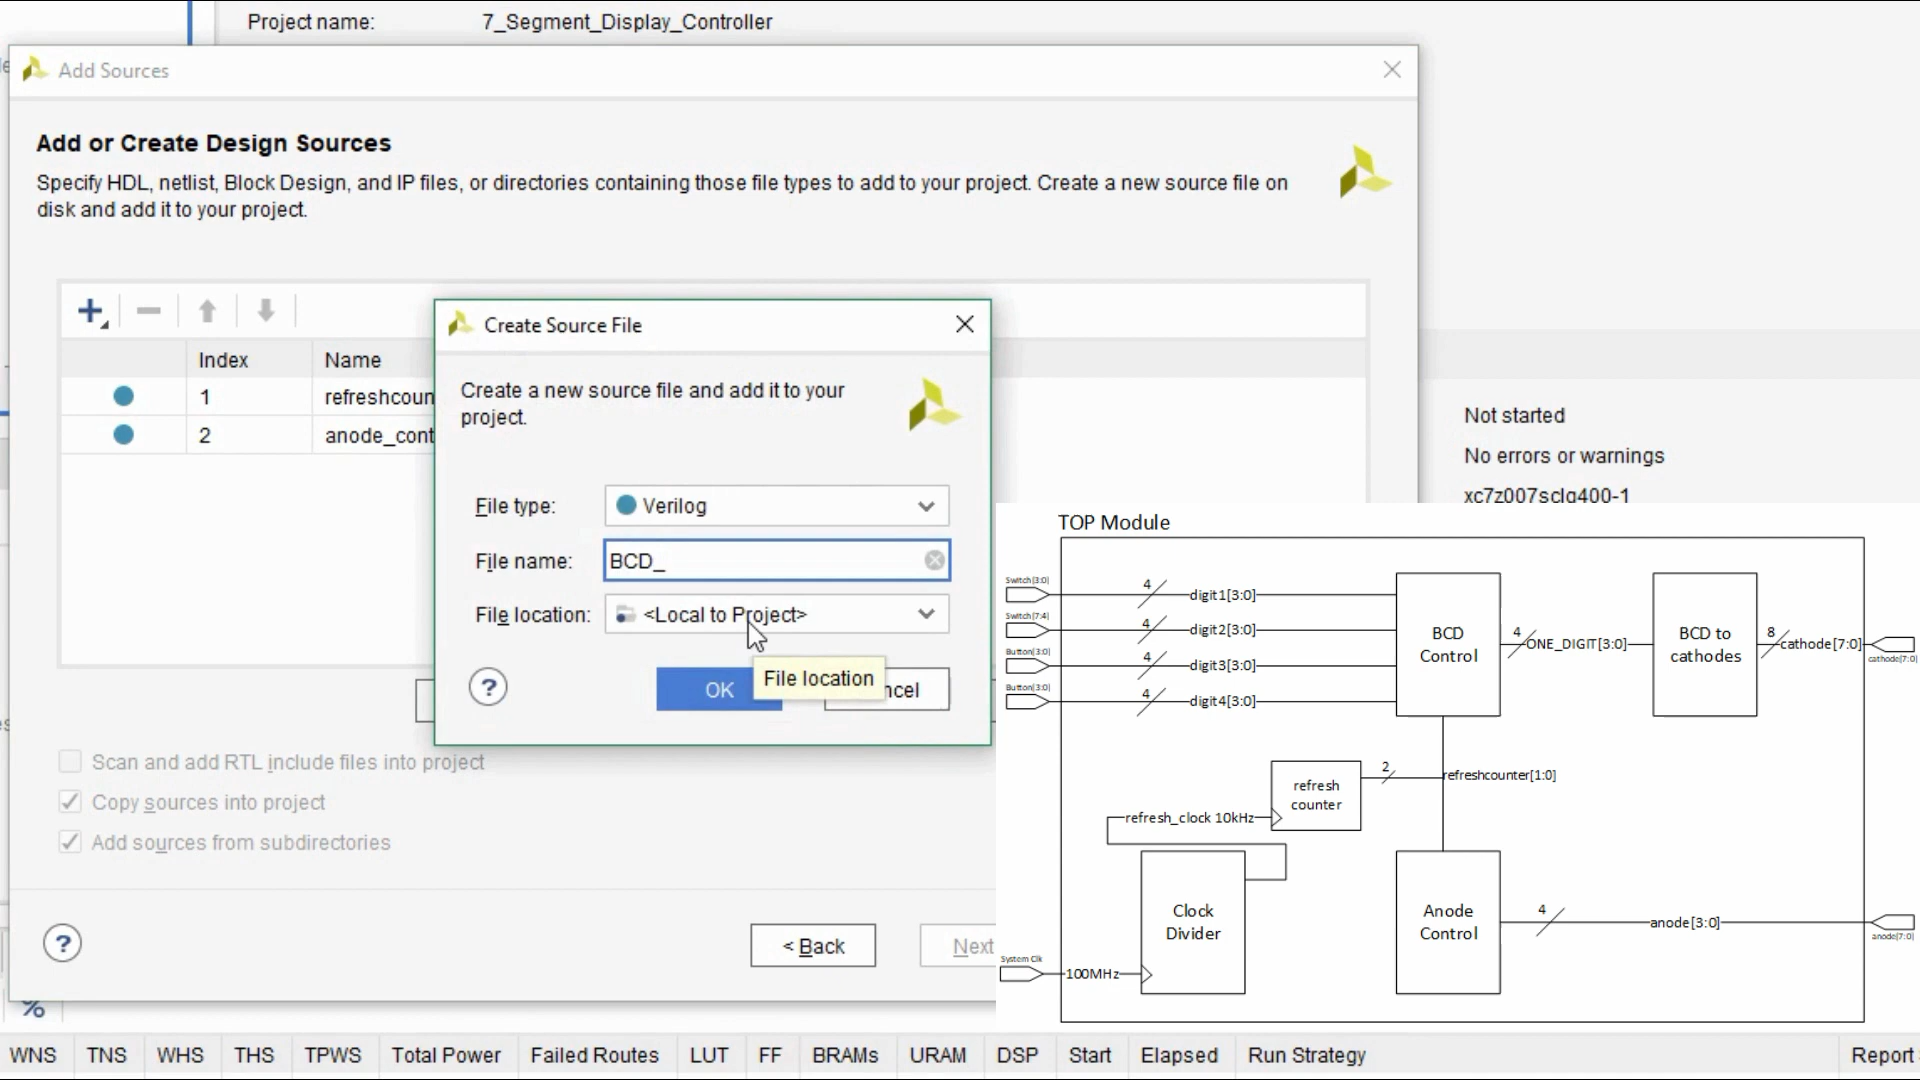 Project name: 7_Segment_Display_Controller
Add Sources
Add or Create Design Sources
Specify HDL, netlist, Block Design, and IP files, or directories containing those file types to add to your project. Create a new source file on
disk and add it to your project.
Index Name
1 refreshcoun
2 anode_cont
Create Source File
Create a new source file and add it to your
project.
File type: Verilog
File name: BCD_
File location: <Local to Project>
? OK ncel
File location
Scan and add RTL include files into project
Copy sources into project
Add sources from subdirectories
? < Back Next
Not started
No errors or warnings
xc7z007sclg400-1
TOP Module
Switch[3:0] 4 digit1[3:0]
Switch[7:4] 4 digit2[3:0]
Button[3:0] 4 digit3[3:0]
Button[3:0] 4 digit4[3:0]
BCD
Control
4 ONE_DIGIT[3:0]
BCD to
cathodes
8 cathode[7:0]
cathode[7:0]
refresh
counter
2 refreshcounter[1:0]
refresh_clock 10kHz
Clock
Divider
Anode
Control
4 anode[3:0]
anode[7:0]
System Clk
100MHz
%
WNS TNS WHS THS TPWS Total Power Failed Routes LUT FF BRAMs URAM DSP Start Elapsed Run Strategy Report